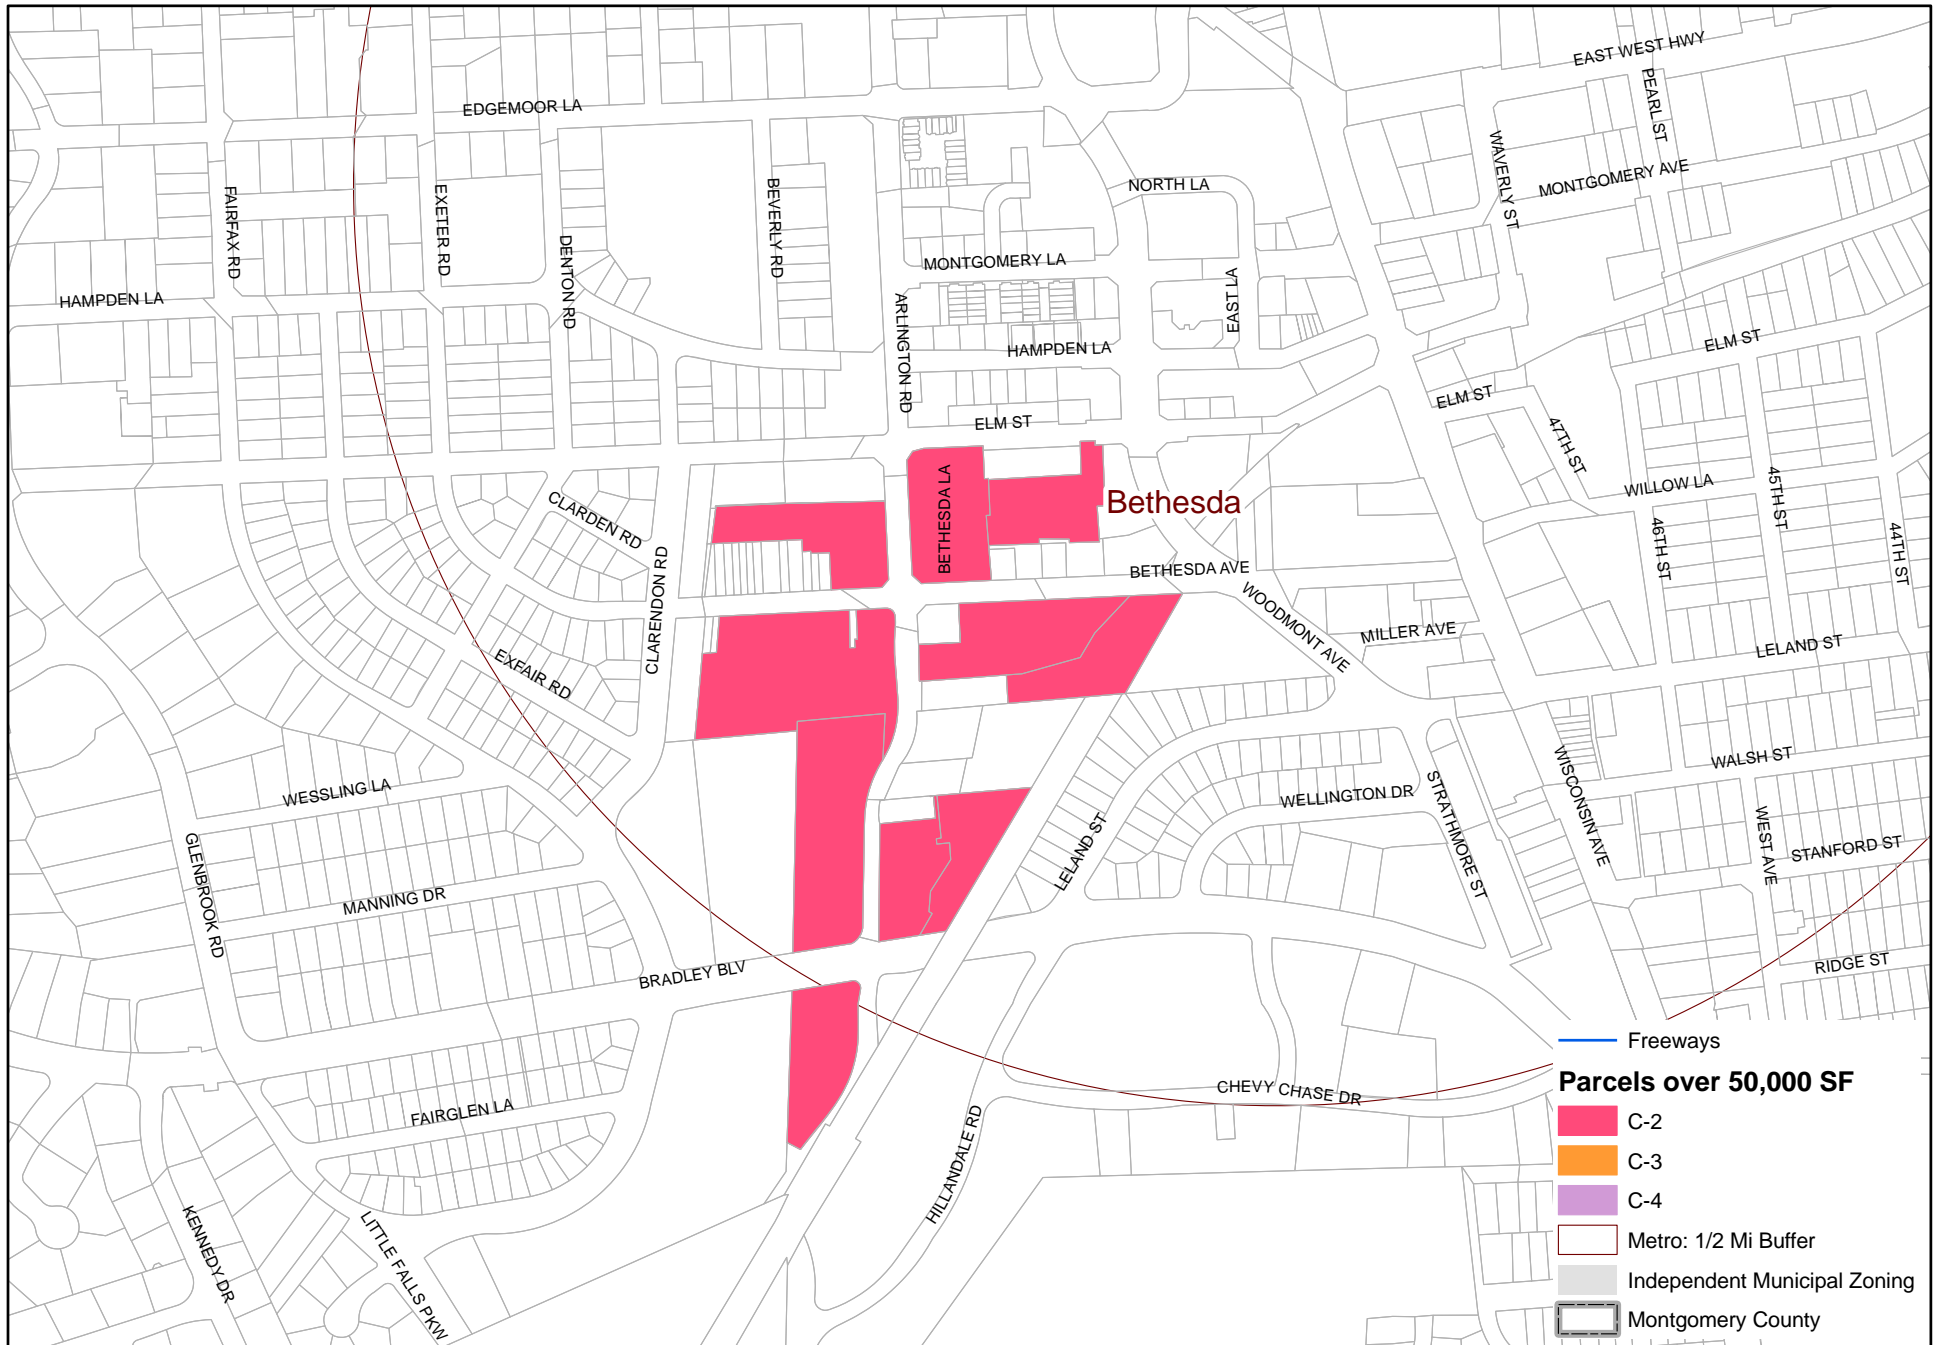 EAST WEST HWY
PEARL ST
EDGEMOOR LA
WAVERLY ST
MONTGOMERY AVE
NORTH LA
FAIRFAX RD
EXETER RD
BEVERLY RD
DENTON RD
MONTGOMERY LA
EAST LA
HAMPDEN LA
ARLINGTON RD
HAMPDEN LA
ELM ST
ELM ST
ELM ST
47TH ST
BETHESDA LA
Bethesda
WILLOW LA
45TH ST
46TH ST
44TH ST
CLARDEN RD
CLARENDON RD
BETHESDA AVE
WOODMONT AVE
MILLER AVE
LELAND ST
EXFAIR RD
WESSLING LA
WELLINGTON DR
STRATHMORE ST
WISCONSIN AVE
WALSH ST
WEST AVE
STANFORD ST
GLENBROOK RD
MANNING DR
LELAND ST
BRADLEY BLV
RIDGE ST
FAIRGLEN LA
CHEVY CHASE DR
HILLANDALE RD
KENNEDY DR
LITTLE FALLS PKW
Freeways
Parcels over 50,000 SF
C-2
C-3
C-4
Metro: 1/2 Mi Buffer
Independent Municipal Zoning
Montgomery County